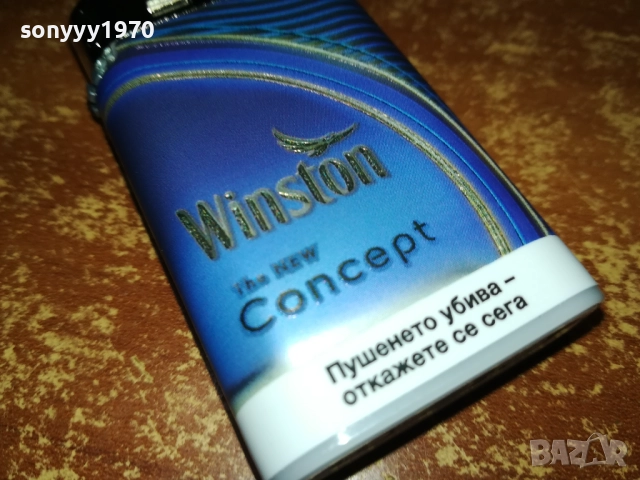 sonyyy1970
Winston
The NEW
Concept
Пушенето убива –
откажете се сега
BAZAR